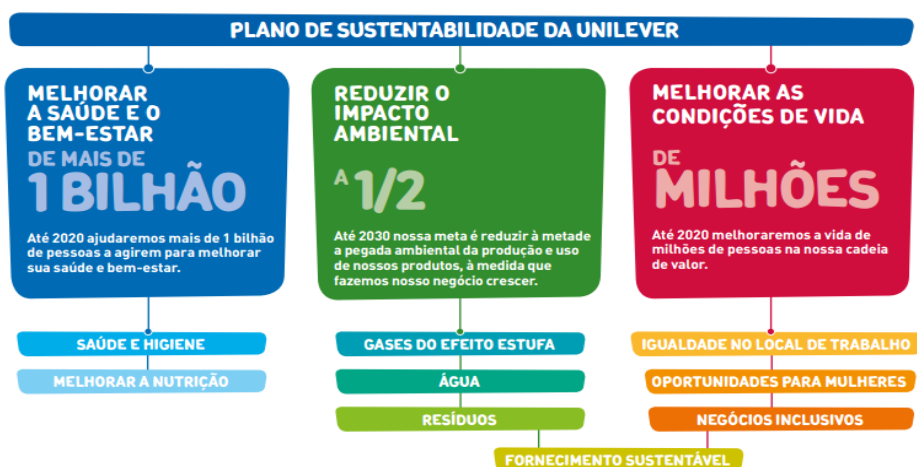 PLANO DE SUSTENTABILIDADE DA UNILEVER
MELHORAR
A SAÚDE E O
BEM-ESTAR
DE MAIS DE
1 BILHÃO
Até 2020 ajudaremos mais de 1 bilhão
de pessoas a agirem para melhorar
sua saúde e bem-estar.
SAÚDE E HIGIENE
MELHORAR A NUTRIÇÃO
REDUZIR O
IMPACTO
AMBIENTAL
A 1/2
Até 2030 nossa meta é reduzir à metade
a pegada ambiental da produção e uso
de nossos produtos, à medida que
fazemos nosso negócio crescer.
GASES DO EFEITO ESTUFA
ÁGUA
RESÍDUOS
MELHORAR AS
CONDIÇÕES DE VIDA
DE
MILHÕES
Até 2020 melhoraremos a vida de
milhões de pessoas na nossa cadeia
de valor.
IGUALDADE NO LOCAL DE TRABALHO
OPORTUNIDADES PARA MULHERES
NEGÓCIOS INCLUSIVOS
FORNECIMENTO SUSTENTÁVEL